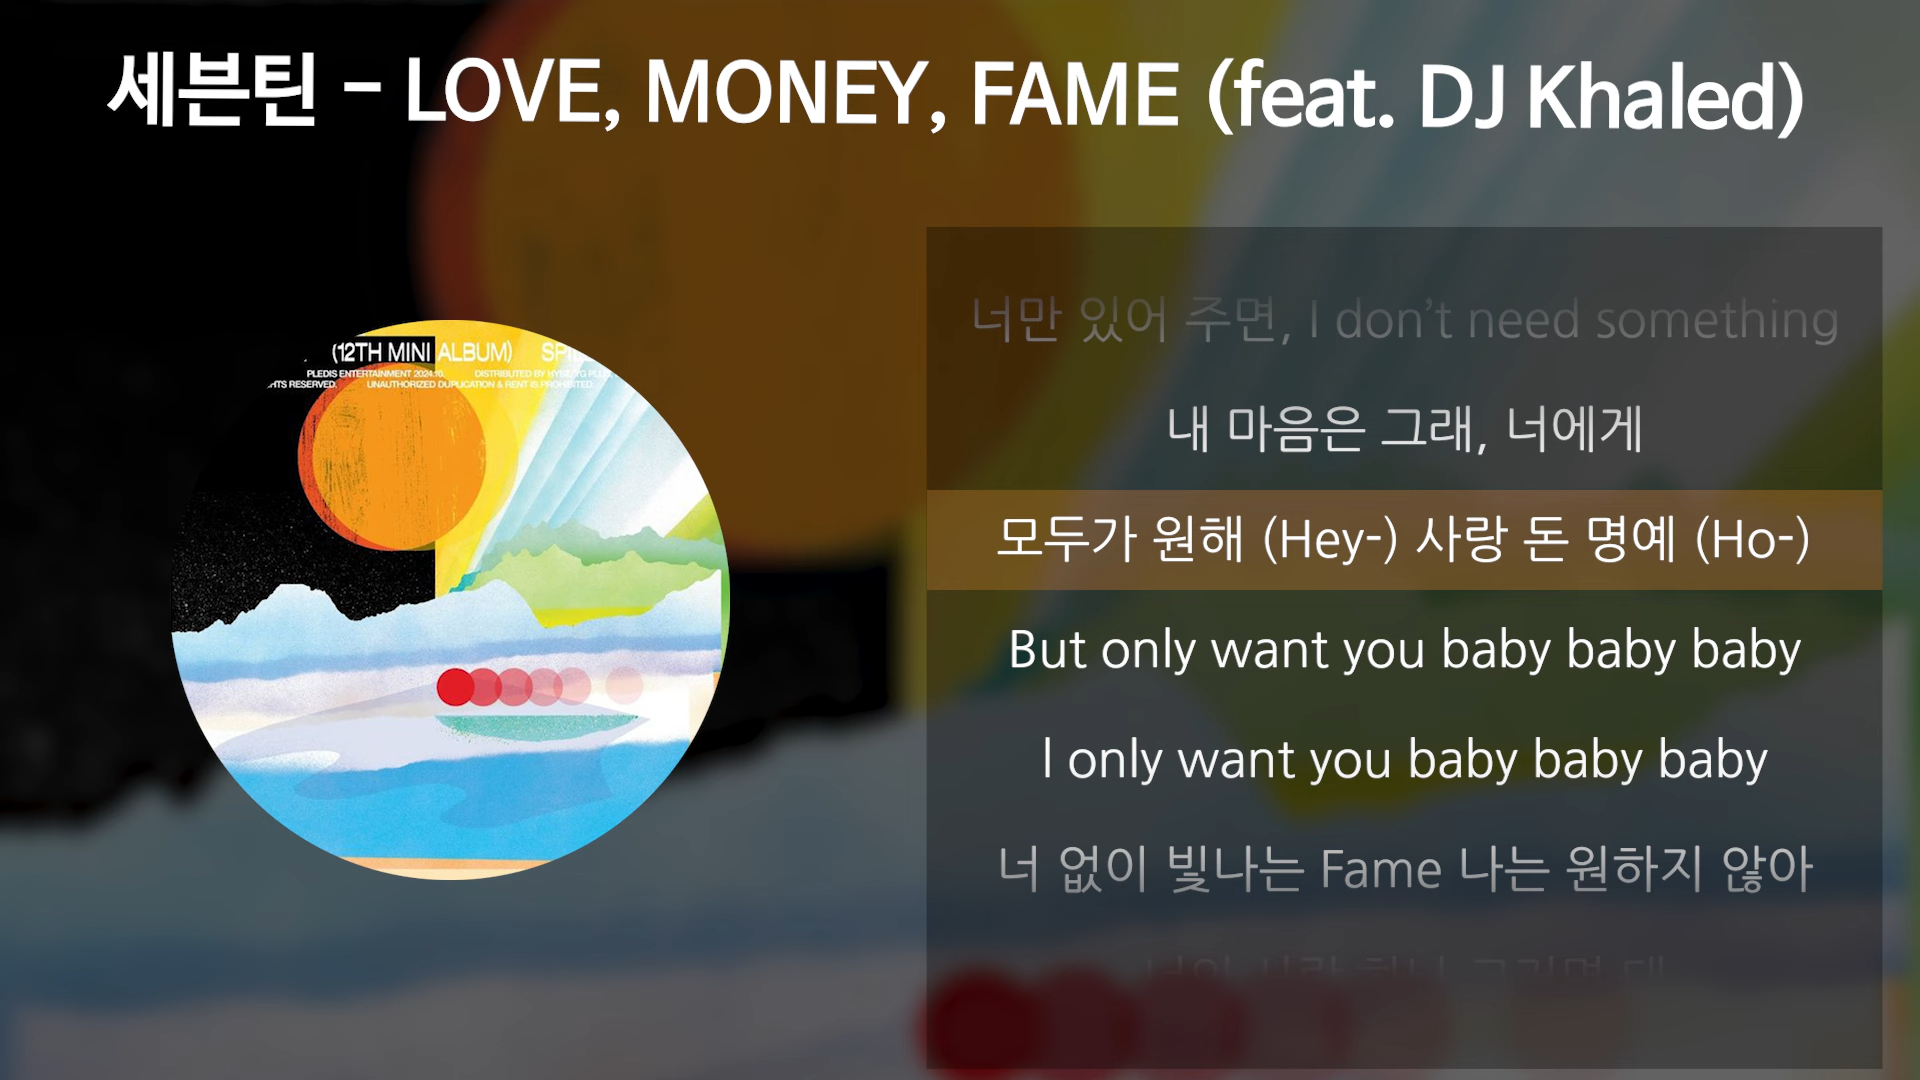 세븐틴 - LOVE, MONEY, FAME (feat. DJ Khaled)
(12TH MINI ALBUM)
PLEDIS ENTERTAINMENT 2024.10. DISTRIBUTED BY
RESERVED. UNAUTHORIZED DUPLICATION & RENT IS PROHIBITED.
너만 있어 주면, I don’t need something
내 마음은 그래, 너에게
모두가 원해 (Hey-) 사랑 돈 명예 (Ho-)
But only want you baby baby baby
I only want you baby baby baby
너 없이 빛나는 Fame 나는 원하지 않아